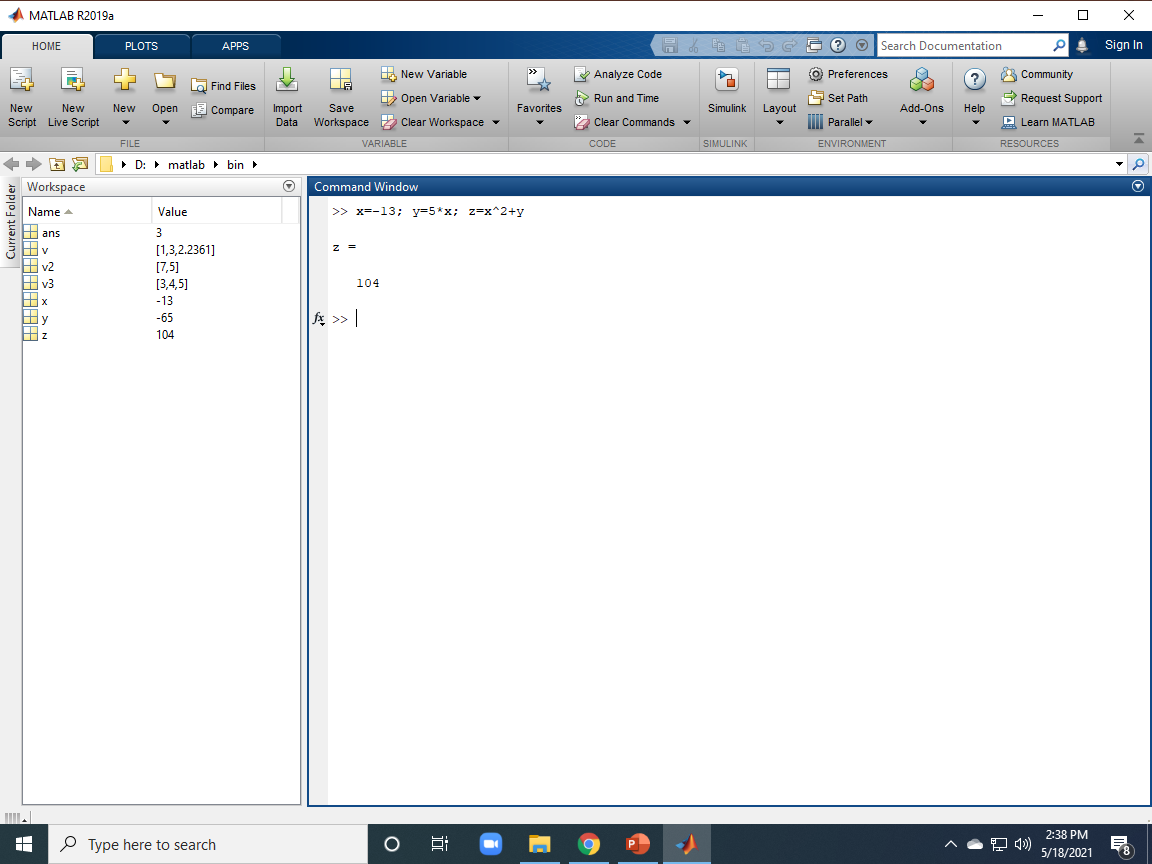 MATLAB R2019a
HOME PLOTS APPS Search Documentation Sign In
New Script
New Live Script
New
Open
Find Files
Compare
FILE
Import Data
Save Workspace
New Variable
Open Variable
Clear Workspace
VARIABLE
Favorites
Analyze Code
Run and Time
Clear Commands
CODE
Simulink
SIMULINK
Layout
Preferences
Set Path
Parallel
ENVIRONMENT
Add-Ons
Help
Community
Request Support
Learn MATLAB
RESOURCES
D: matlab bin
Current Folder
Workspace
Name Value
ans 3
v [1,3,2.2361]
v2 [7,5]
v3 [3,4,5]
x -13
y -65
z 104
Command Window
>> x=-13; y=5*x; z=x^2+y
z =
104
fx >>
Type here to search
2:38 PM
5/18/2021
8